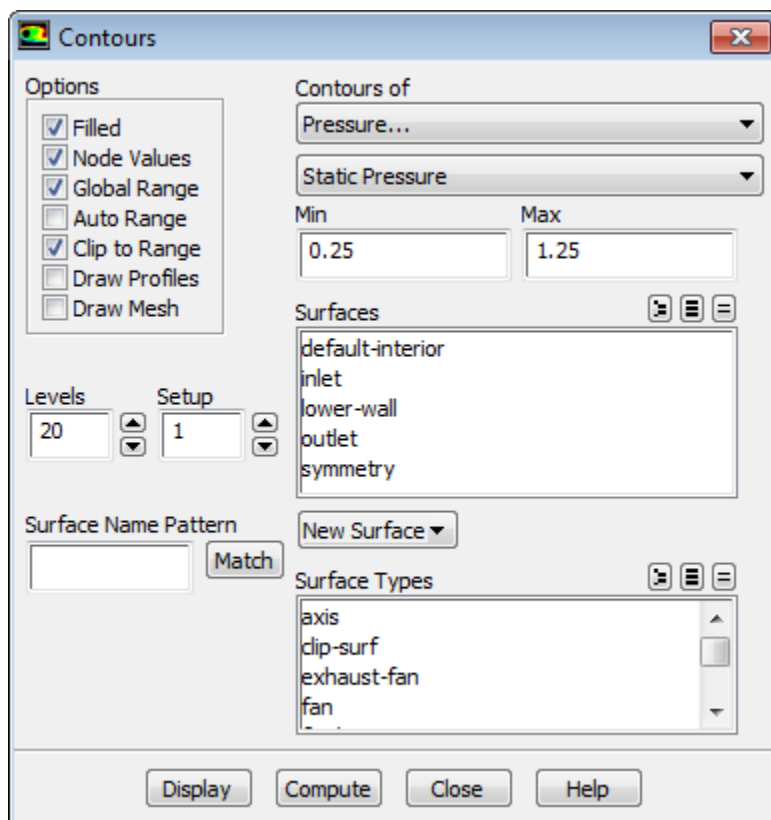 Contours
Options
Filled
Node Values
Global Range
Auto Range
Clip to Range
Draw Profiles
Draw Mesh
Levels Setup
20 1
Surface Name Pattern
Match
Contours of
Pressure...
Static Pressure
Min Max
0.25 1.25
Surfaces
default-interior
inlet
lower-wall
outlet
symmetry
New Surface
Surface Types
axis
clip-surf
exhaust-fan
fan
Display Compute Close Help